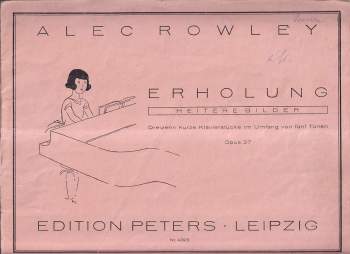 ALEC ROWLEY
ERHOLUNG
HEITERE BILDER
Dreizehn Kurze Klavierstücke im Umfang von fünf Tönen
Opus 37
EDITION PETERS · LEIPZIG